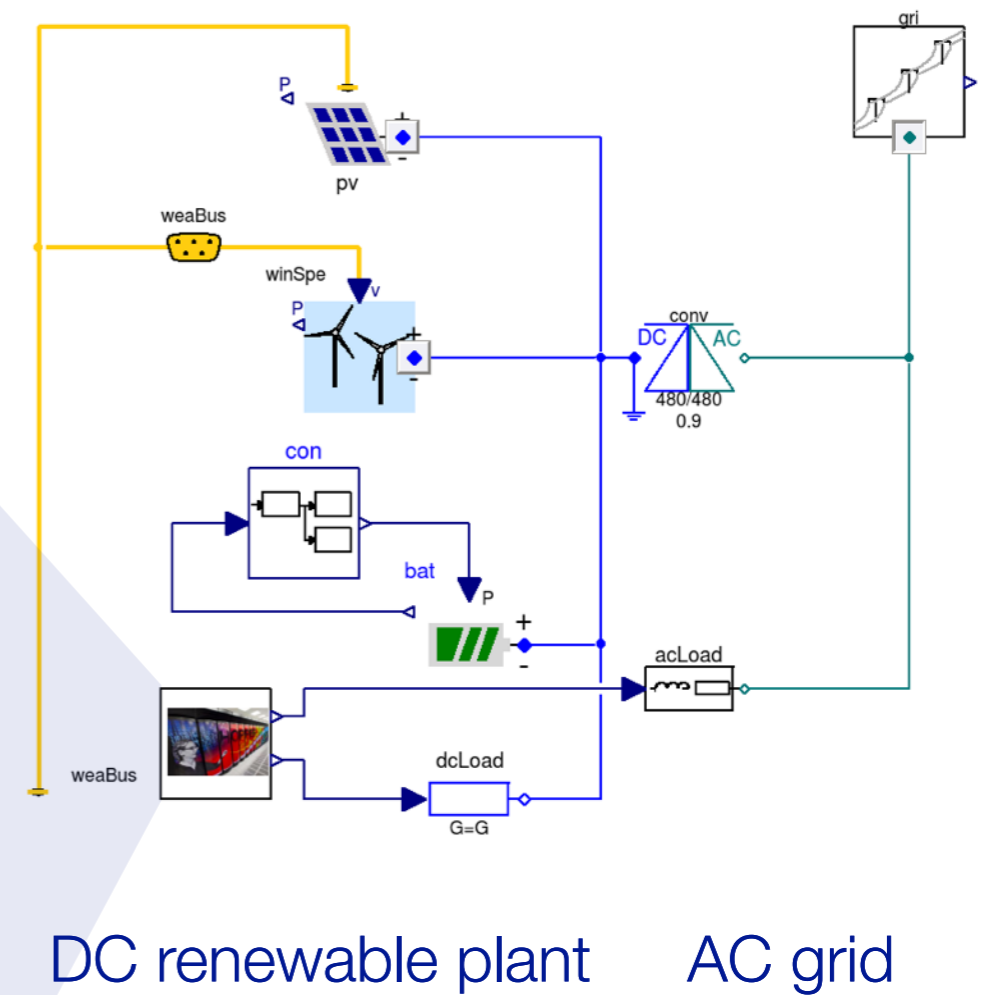 gri
P
+
-
pv
weaBus
winSpe
v
P
+
-
conv
DC
AC
480/480
0.9
con
bat
P
+
-
acLoad
weaBus
dcLoad
G=G
DC renewable plant
AC grid